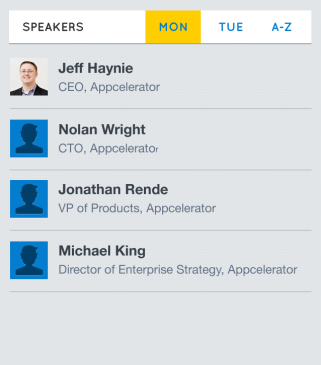 SPEAKERS MON TUE A-Z
Jeff Haynie
CEO, Appcelerator
Nolan Wright
CTO, Appcelerator
Jonathan Rende
VP of Products, Appcelerator
Michael King
Director of Enterprise Strategy, Appcelerator